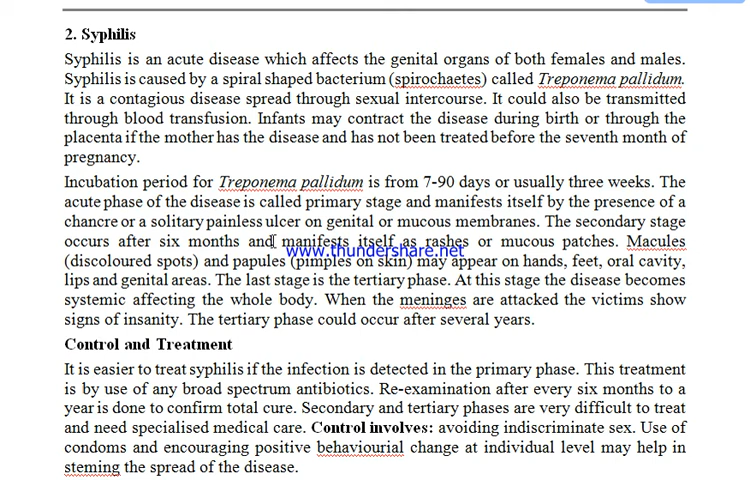 2. Syphilis
Syphilis is an acute disease which affects the genital organs of both females and males.
Syphilis is caused by a spiral shaped bacterium (spirochaetes) called Treponema pallidum.
It is a contagious disease spread through sexual intercourse. It could also be transmitted
through blood transfusion. Infants may contract the disease during birth or through the
placenta if the mother has the disease and has not been treated before the seventh month of
pregnancy.
Incubation period for Treponema pallidum is from 7-90 days or usually three weeks. The
acute phase of the disease is called primary stage and manifests itself by the presence of a
chancre or a solitary painless ulcer on genital or mucous membranes. The secondary stage
occurs after six months and manifests itself as rashes or mucous patches. Macules
www.thundershare.net
(discoloured spots) and papules (pimples on skin) may appear on hands, feet, oral cavity,
lips and genital areas. The last stage is the tertiary phase. At this stage the disease becomes
systemic affecting the whole body. When the meninges are attacked the victims show
signs of insanity. The tertiary phase could occur after several years.
Control and Treatment
It is easier to treat syphilis if the infection is detected in the primary phase. This treatment
is by use of any broad spectrum antibiotics. Re-examination after every six months to a
year is done to confirm total cure. Secondary and tertiary phases are very difficult to treat
and need specialised medical care. Control involves: avoiding indiscriminate sex. Use of
condoms and encouraging positive behaviourial change at individual level may help in
steming the spread of the disease.